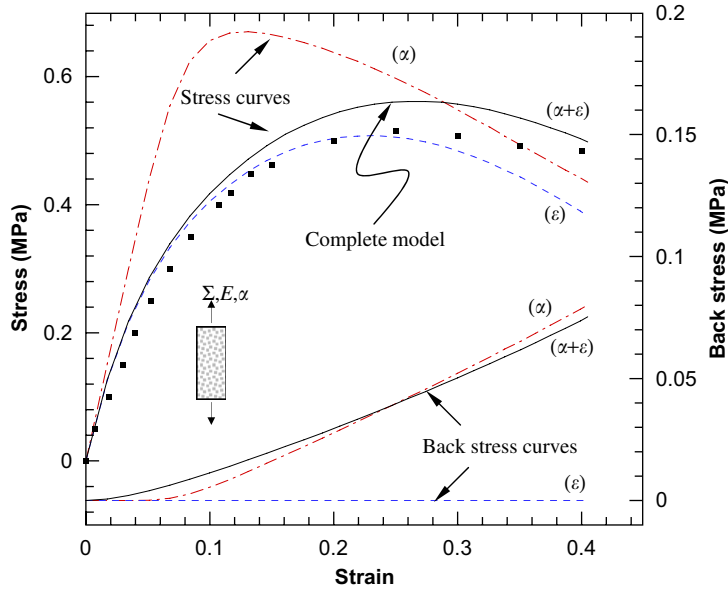 0.2
0.6
(α)
Stress curves
(α+ε)
0.15
0.4
(ε)
Complete model
Stress (MPa)
0.1
Back stress (MPa)
Σ,E,α
(α)
0.2
(α+ε)
0.05
Back stress curves
0
(ε)
0
0 0.1 0.2 0.3 0.4
Strain